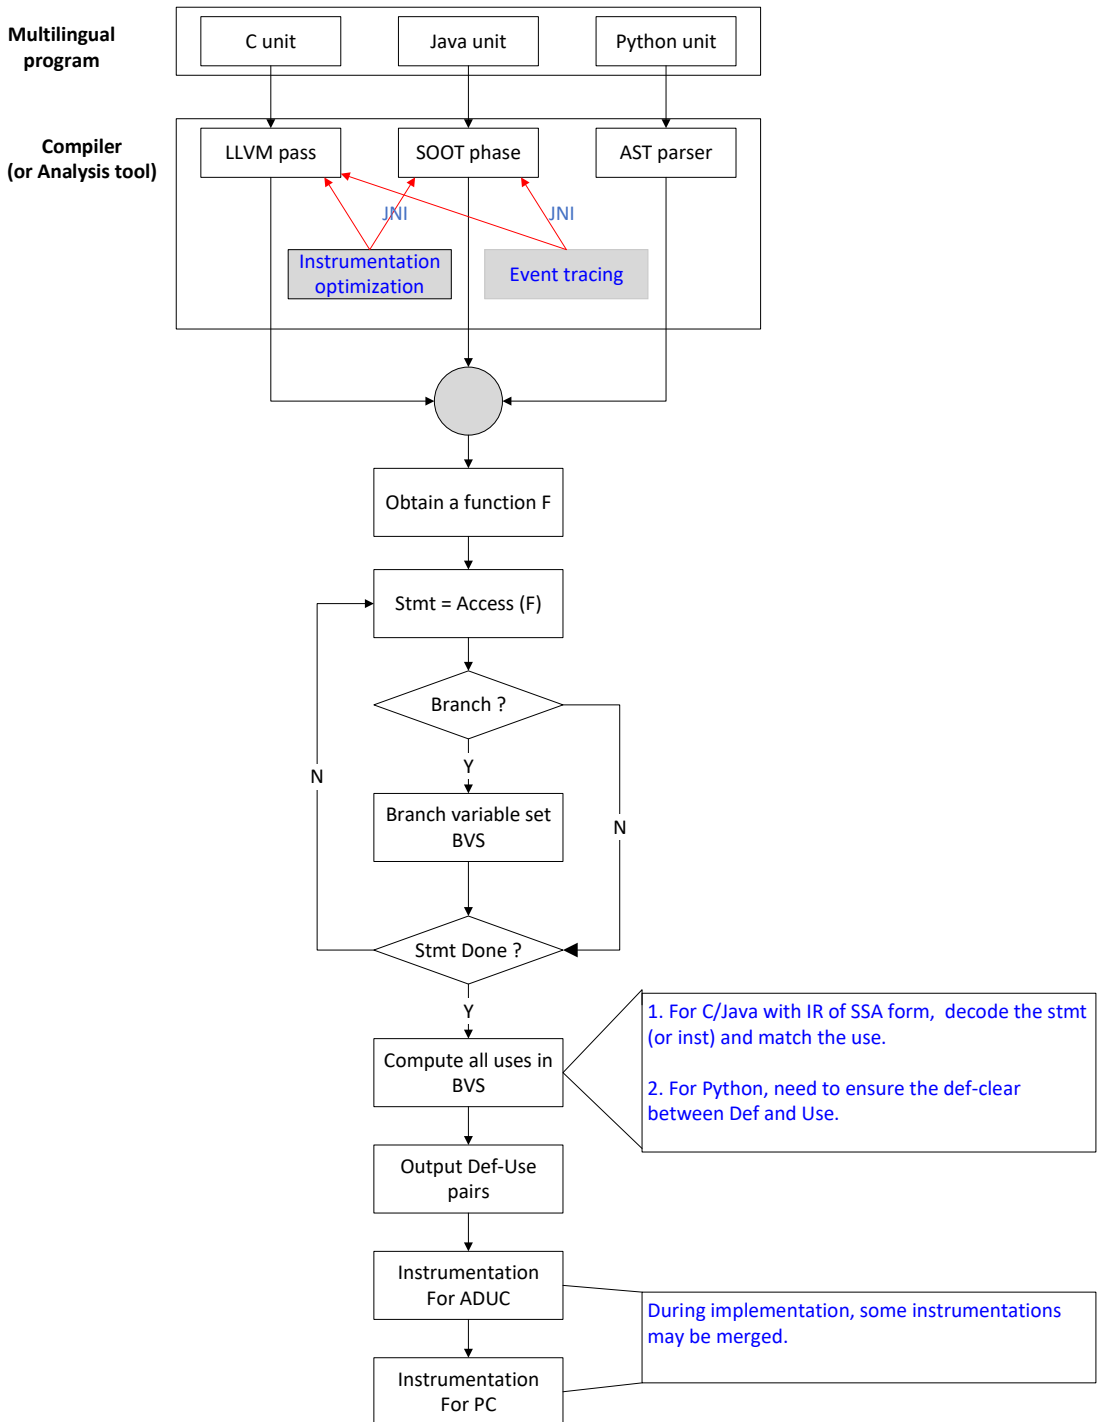 Multilingual
program
C unit
Java unit
Python unit
Compiler
(or Analysis tool)
LLVM pass
SOOT phase
AST parser
JNI
JNI
Instrumentation
optimization
Event tracing
Obtain a function F
Stmt = Access (F)
Branch ?
Y
N
N
Branch variable set
BVS
Stmt Done ?
Y
Compute all uses in
BVS
1. For C/Java with IR of SSA form, decode the stmt
(or inst) and match the use.
2. For Python, need to ensure the def-clear
between Def and Use.
Output Def-Use
pairs
Instrumentation
For ADUC
During implementation, some instrumentations
may be merged.
Instrumentation
For PC